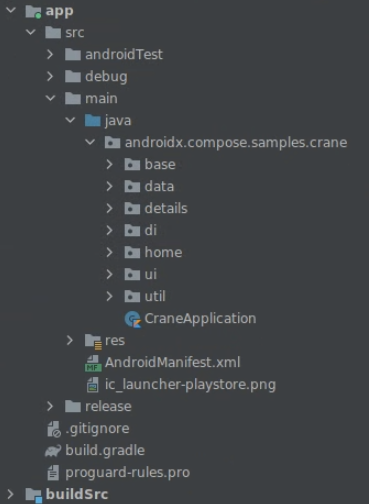 app
src
androidTest
debug
main
java
androidx.compose.samples.crane
base
data
details
di
home
ui
util
CraneApplication
res
MF AndroidManifest.xml
ic_launcher-playstore.png
release
.gitignore
build.gradle
proguard-rules.pro
buildSrc